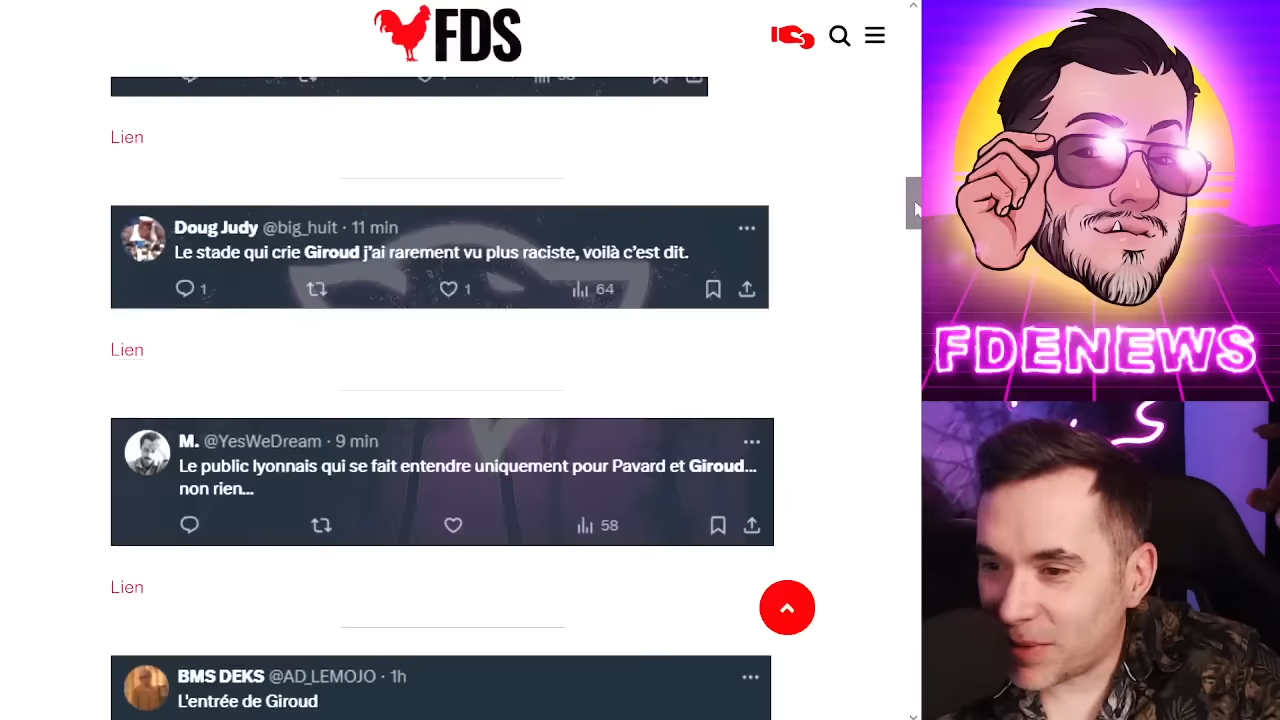 FDS
Lien
Doug Judy @big_huit · 11 min
Le stade qui crie Giroud j'ai rarement vu plus raciste, voilà c'est dit.
1 1 64
Lien
M. @YesWeDream · 9 min
Le public lyonnais qui se fait entendre uniquement pour Pavard et Giroud...
non rien...
58
Lien
BMS DEKS @AD_LEMOJO · 1h
L'entrée de Giroud
FDENEWS